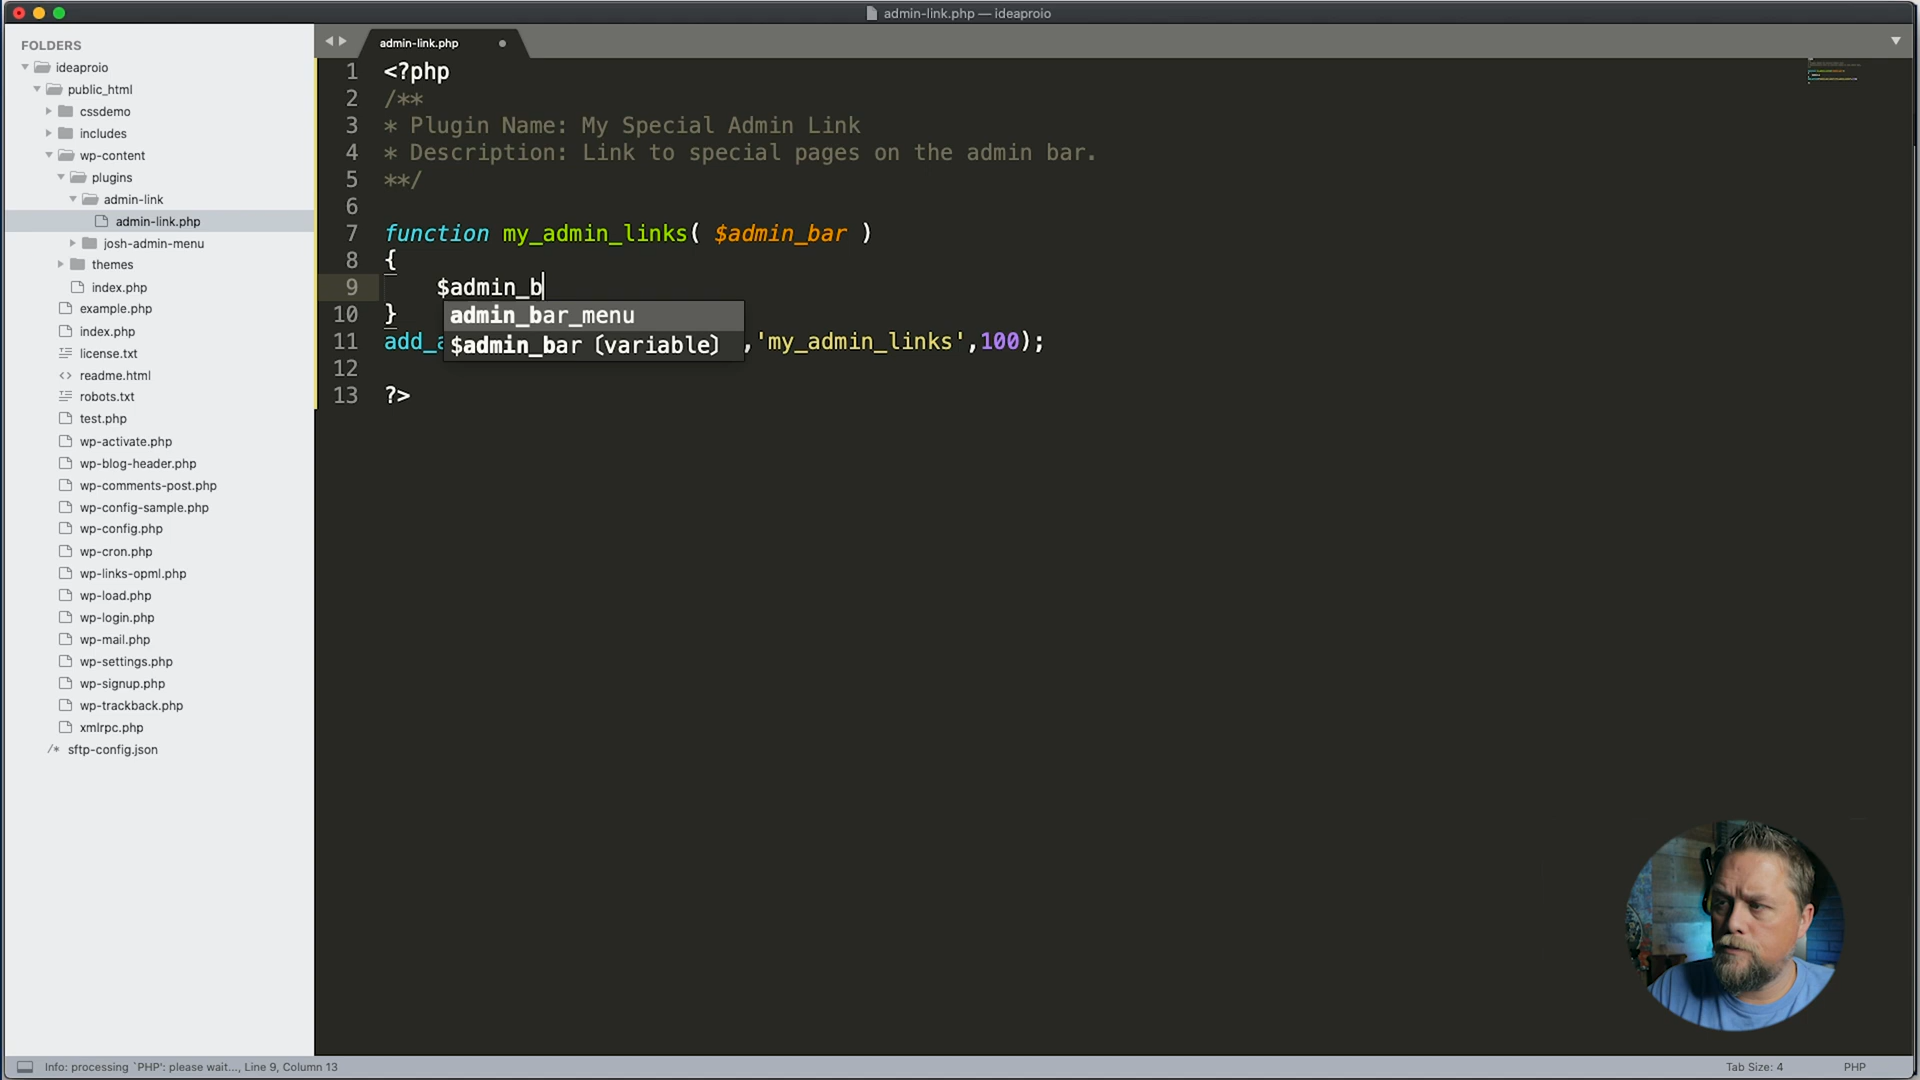 admin-link.php — ideaproio
FOLDERS
ideaproio
public_html
cssdemo
includes
wp-content
plugins
admin-link
admin-link.php
josh-admin-menu
themes
index.php
example.php
index.php
license.txt
<> readme.html
robots.txt
test.php
wp-activate.php
wp-blog-header.php
wp-comments-post.php
wp-config-sample.php
wp-config.php
wp-cron.php
wp-links-opml.php
wp-load.php
wp-login.php
wp-mail.php
wp-settings.php
wp-signup.php
wp-trackback.php
xmlrpc.php
/* sftp-config.json
admin-link.php
1 <?php
2 /**
3 * Plugin Name: My Special Admin Link
4 * Description: Link to special pages on the admin bar.
5 **/
6
7 function my_admin_links( $admin_bar )
8 {
9 $admin_b
admin_bar_menu
10 }
11 add_a
$admin_bar (variable)
,'my_admin_links',100);
12
13 ?>
Info: processing `PHP': please wait..., Line 9, Column 13
Tab Size: 4
PHP